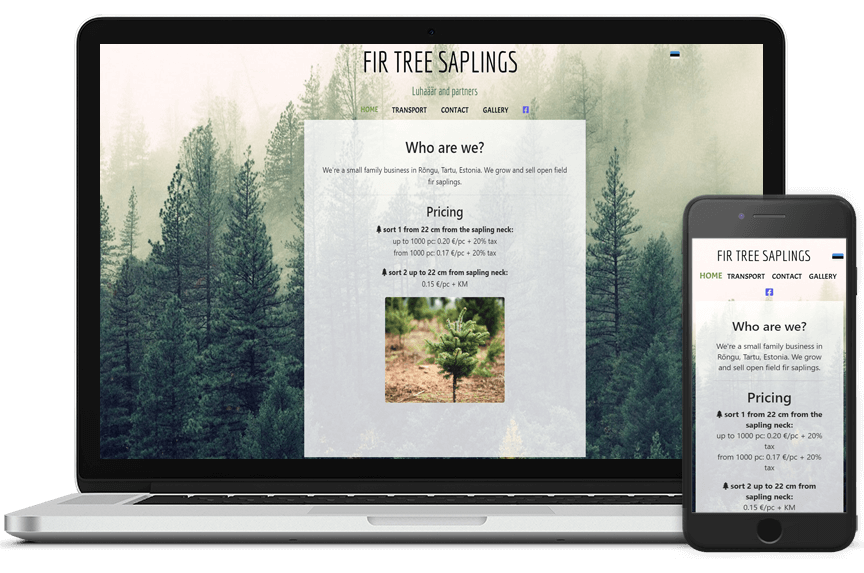 FIR TREE SAPLINGS
Luhaäär and partners
HOME TRANSPORT CONTACT GALLERY
Who are we?
We're a small family business in Rõngu, Tartu, Estonia. We grow and sell open field
fir saplings.
Pricing
sort 1 from 22 cm from the sapling neck:
up to 1000 pc: 0.20 €/pc + 20% tax
from 1000 pc: 0.17 €/pc + 20% tax
sort 2 up to 22 cm from sapling neck:
0.15 €/pc + KM
FIR TREE SAPLINGS
HOME TRANSPORT CONTACT GALLERY
Who are we?
We're a small family business in
Rõngu, Tartu, Estonia. We grow
and sell open field fir saplings.
Pricing
sort 1 from 22 cm from the
sapling neck:
up to 1000 pc: 0.20 €/pc + 20%
tax
from 1000 pc: 0.17 €/pc + 20%
tax
sort 2 up to 22 cm from
sapling neck:
0.15 €/pc + KM